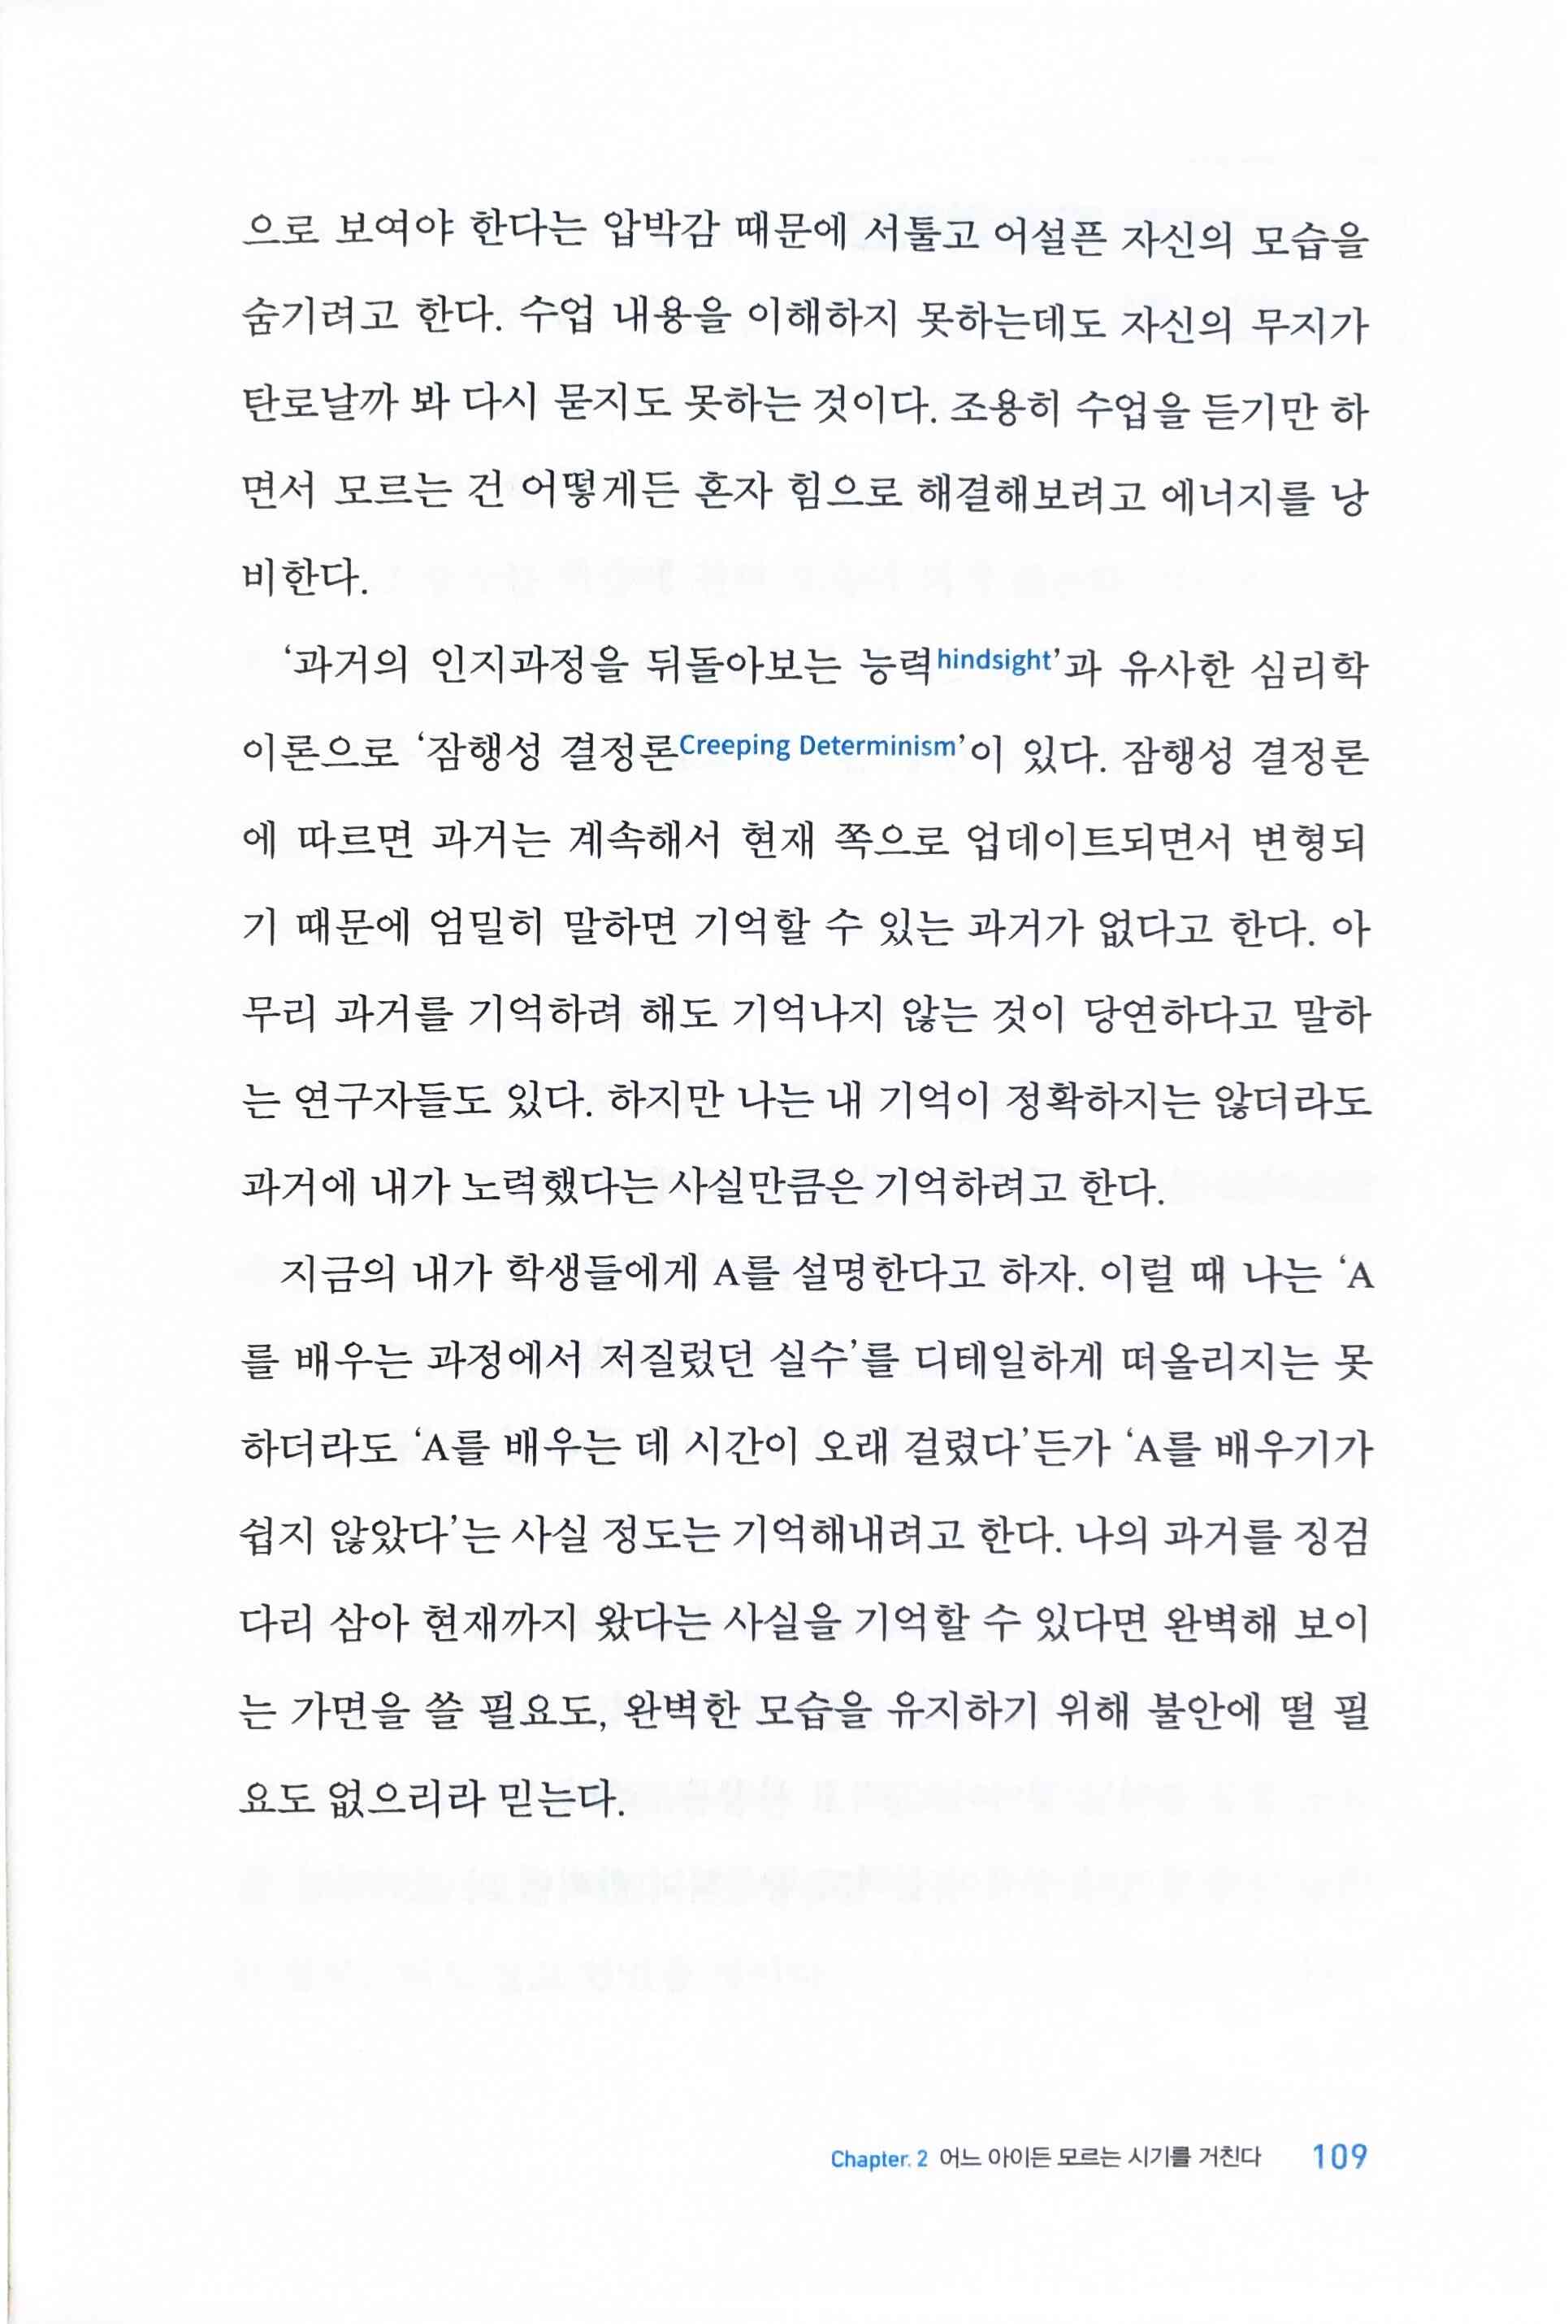 으로 보여야 한다는 압박감 때문에 서툴고 어설픈 자신의 모습을
숨기려고 한다. 수업 내용을 이해하지 못하는데도 자신의 무지가
탄로날까 봐 다시 묻지도 못하는 것이다. 조용히 수업을 듣기만 하
면서 모르는 건 어떻게든 혼자 힘으로 해결해보려고 에너지를 낭
비한다.
‘과거의 인지과정을 뒤돌아보는 능력hindsight’과 유사한 심리학
이론으로 ‘잠행성 결정론Creeping Determinism’이 있다. 잠행성 결정론
에 따르면 과거는 계속해서 현재 쪽으로 업데이트되면서 변형되
기 때문에 엄밀히 말하면 기억할 수 있는 과거가 없다고 한다. 아
무리 과거를 기억하려 해도 기억나지 않는 것이 당연하다고 말하
는 연구자들도 있다. 하지만 나는 내 기억이 정확하지는 않더라도
과거에 내가 노력했다는 사실만큼은 기억하려고 한다.
지금의 내가 학생들에게 A를 설명한다고 하자. 이럴 때 나는 ‘A
를 배우는 과정에서 저질렀던 실수’를 디테일하게 떠올리지는 못
하더라도 ‘A를 배우는 데 시간이 오래 걸렸다’든가 ‘A를 배우기가
쉽지 않았다’는 사실 정도는 기억해내려고 한다. 나의 과거를 징검
다리 삼아 현재까지 왔다는 사실을 기억할 수 있다면 완벽해 보이
는 가면을 쓸 필요도, 완벽한 모습을 유지하기 위해 불안에 떨 필
요도 없으리라 믿는다.
Chapter. 2 어느 아이든 모르는 시기를 거친다 109